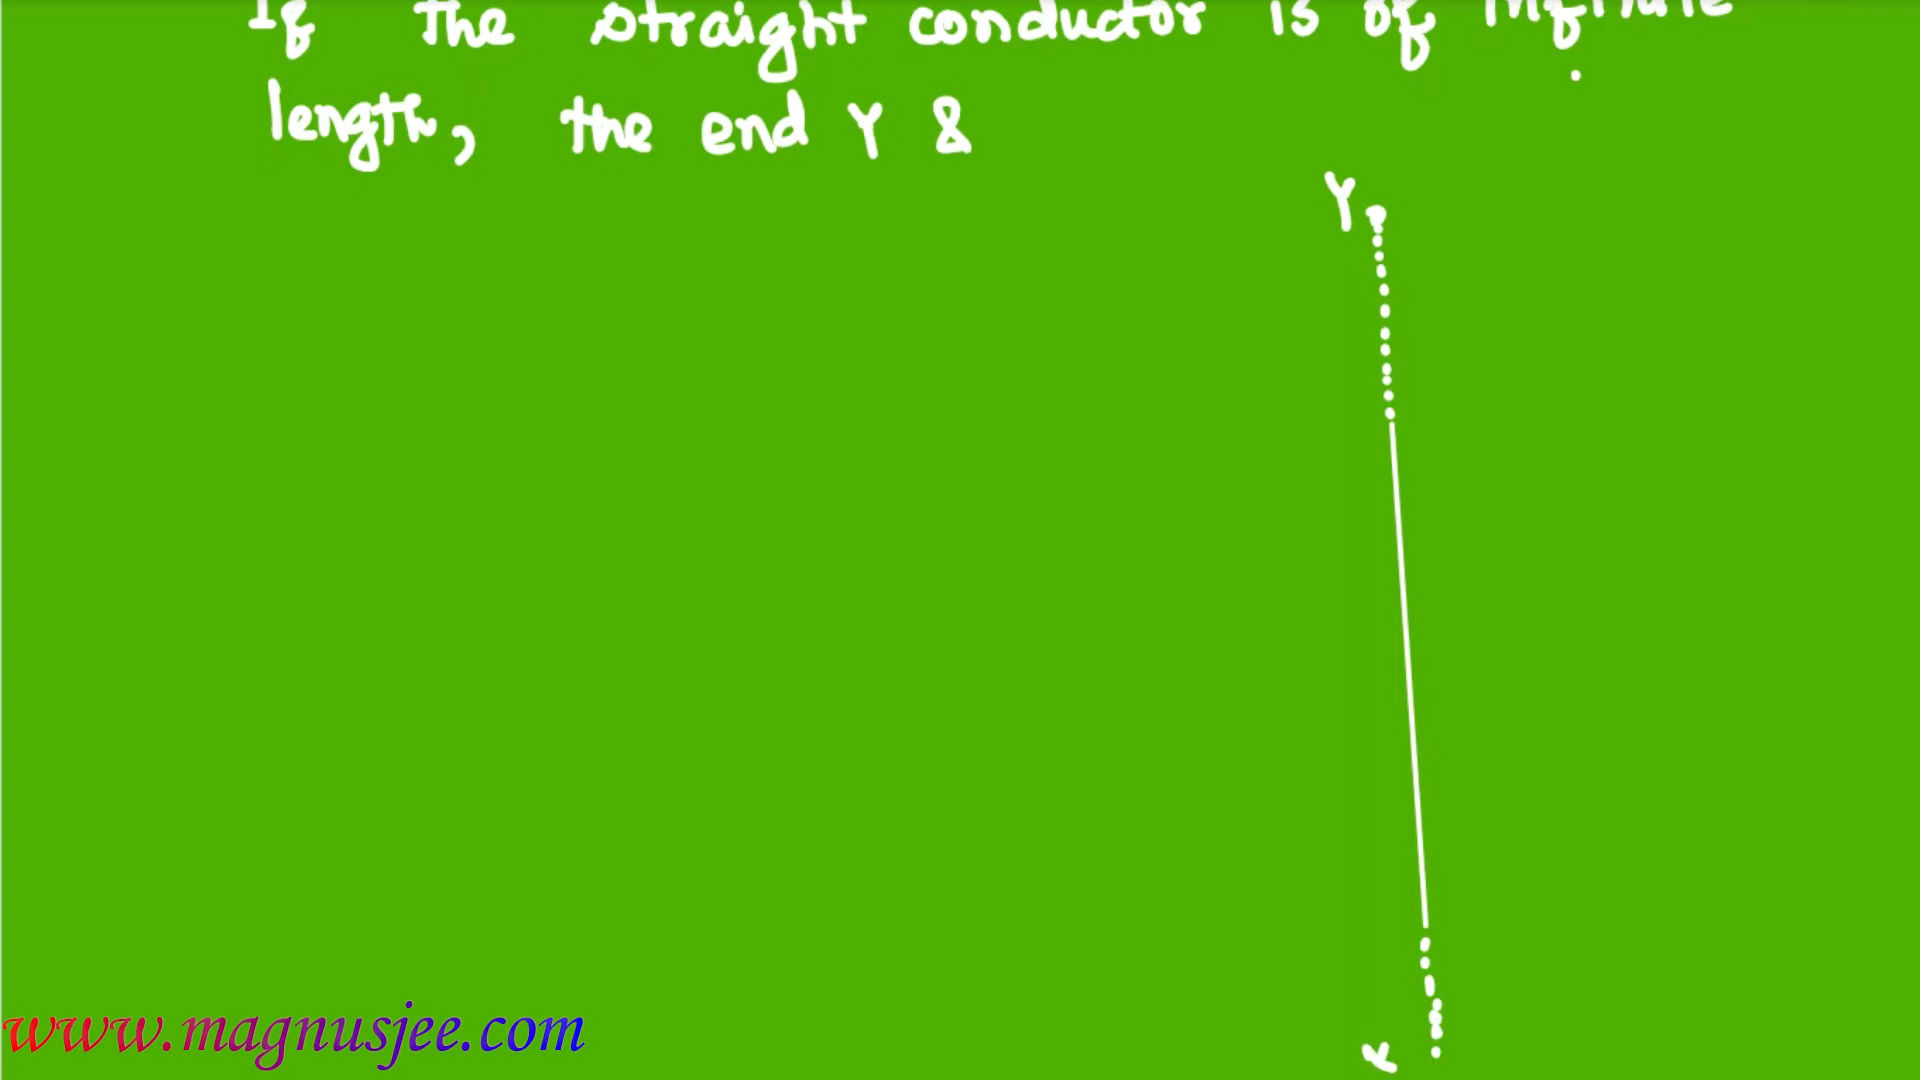 If the straight conductor is of infinite
length, the end Y &
Y
X
www.magnusjee.com